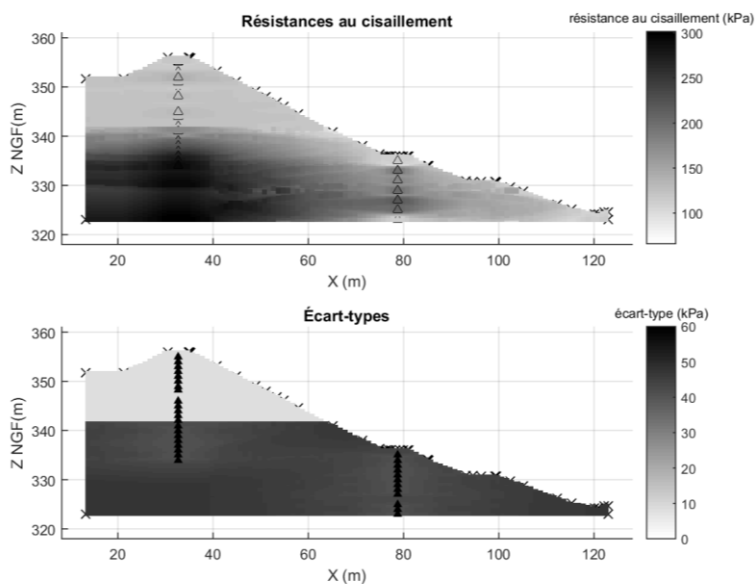 Résistances au cisaillement
résistance au cisaillement (kPa)
360
350
340
330
320
Z NGF(m)
20 40 60 80 100 120
X (m)
300
250
200
150
100
Écart-types
écart-type (kPa)
360
350
340
330
320
Z NGF(m)
20 40 60 80 100 120
X (m)
60
50
40
30
20
10
0